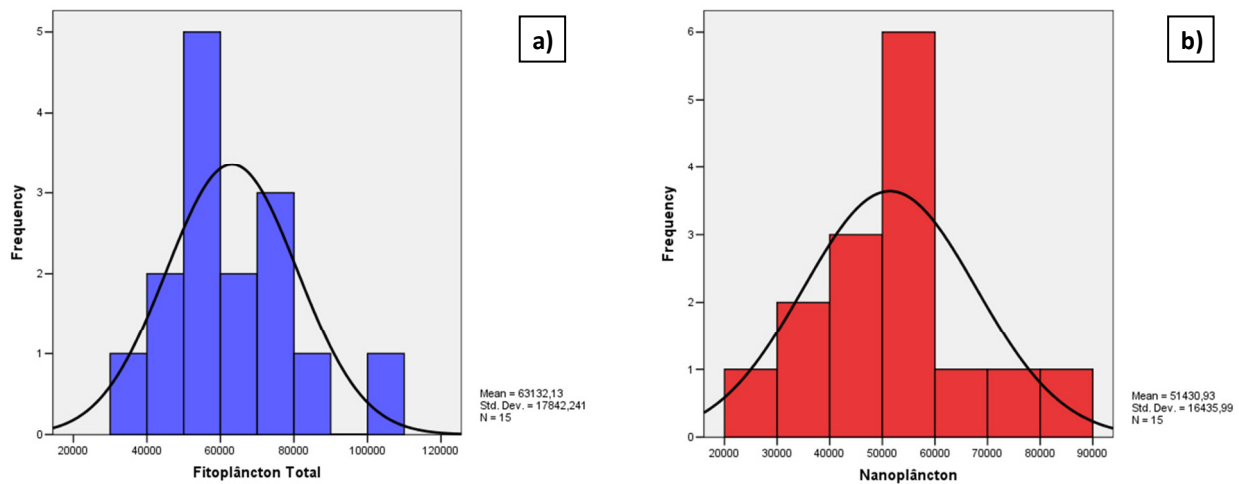 a)
5
4
3
2
1
0
Frequency
20000 40000 60000 80000 100000 120000
Fitoplâncton Total
Mean = 63132,13
Std. Dev. = 17842,241
N = 15
b)
6
5
4
3
2
1
0
Frequency
20000 30000 40000 50000 60000 70000 80000 90000
Nanoplâncton
Mean = 51430,93
Std. Dev. = 16435,99
N = 15